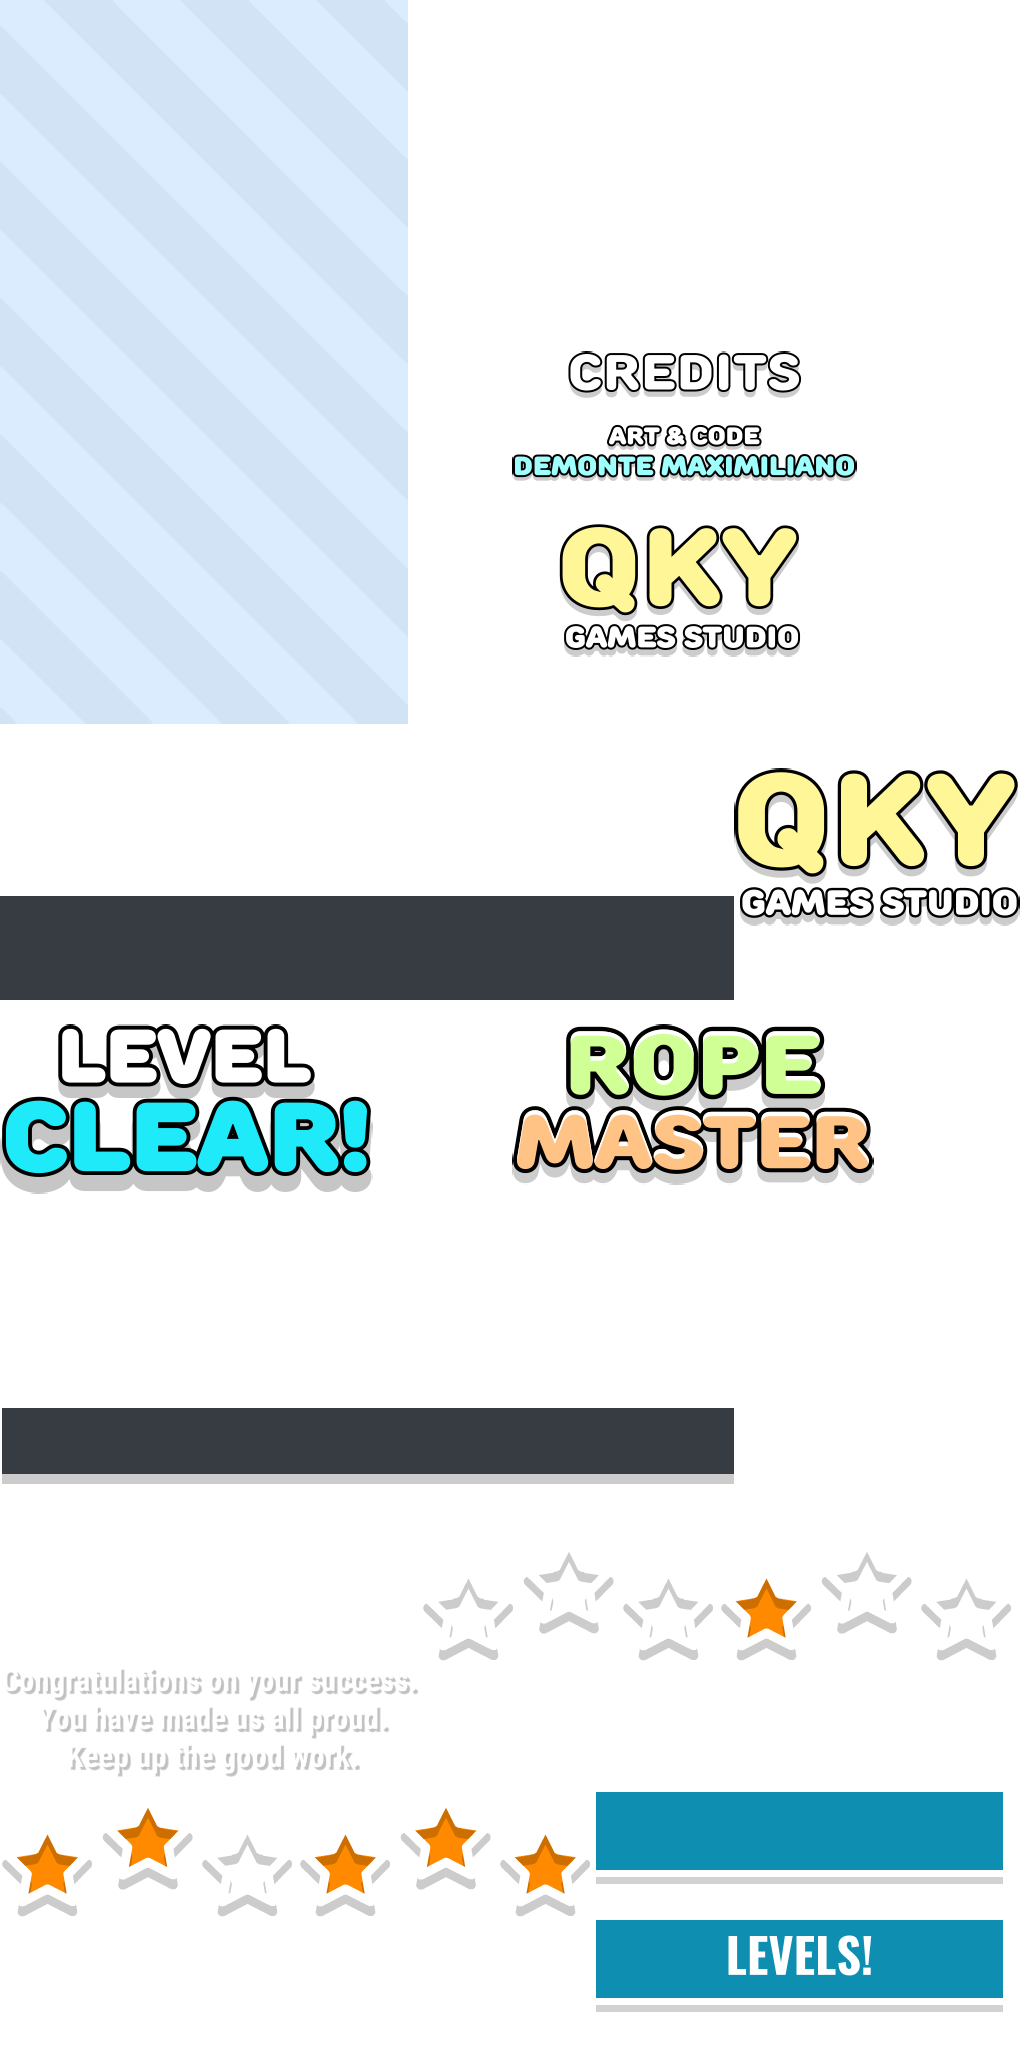 CREDITS
ART & CODE
DEMONTE MAXIMILIANO
QKY
GAMES STUDIO
QKY
GAMES STUDIO
LEVEL
CLEAR!
ROPE
MASTER
Congratulations on your success.
You have made us all proud.
Keep up the good work.
LEVELS!